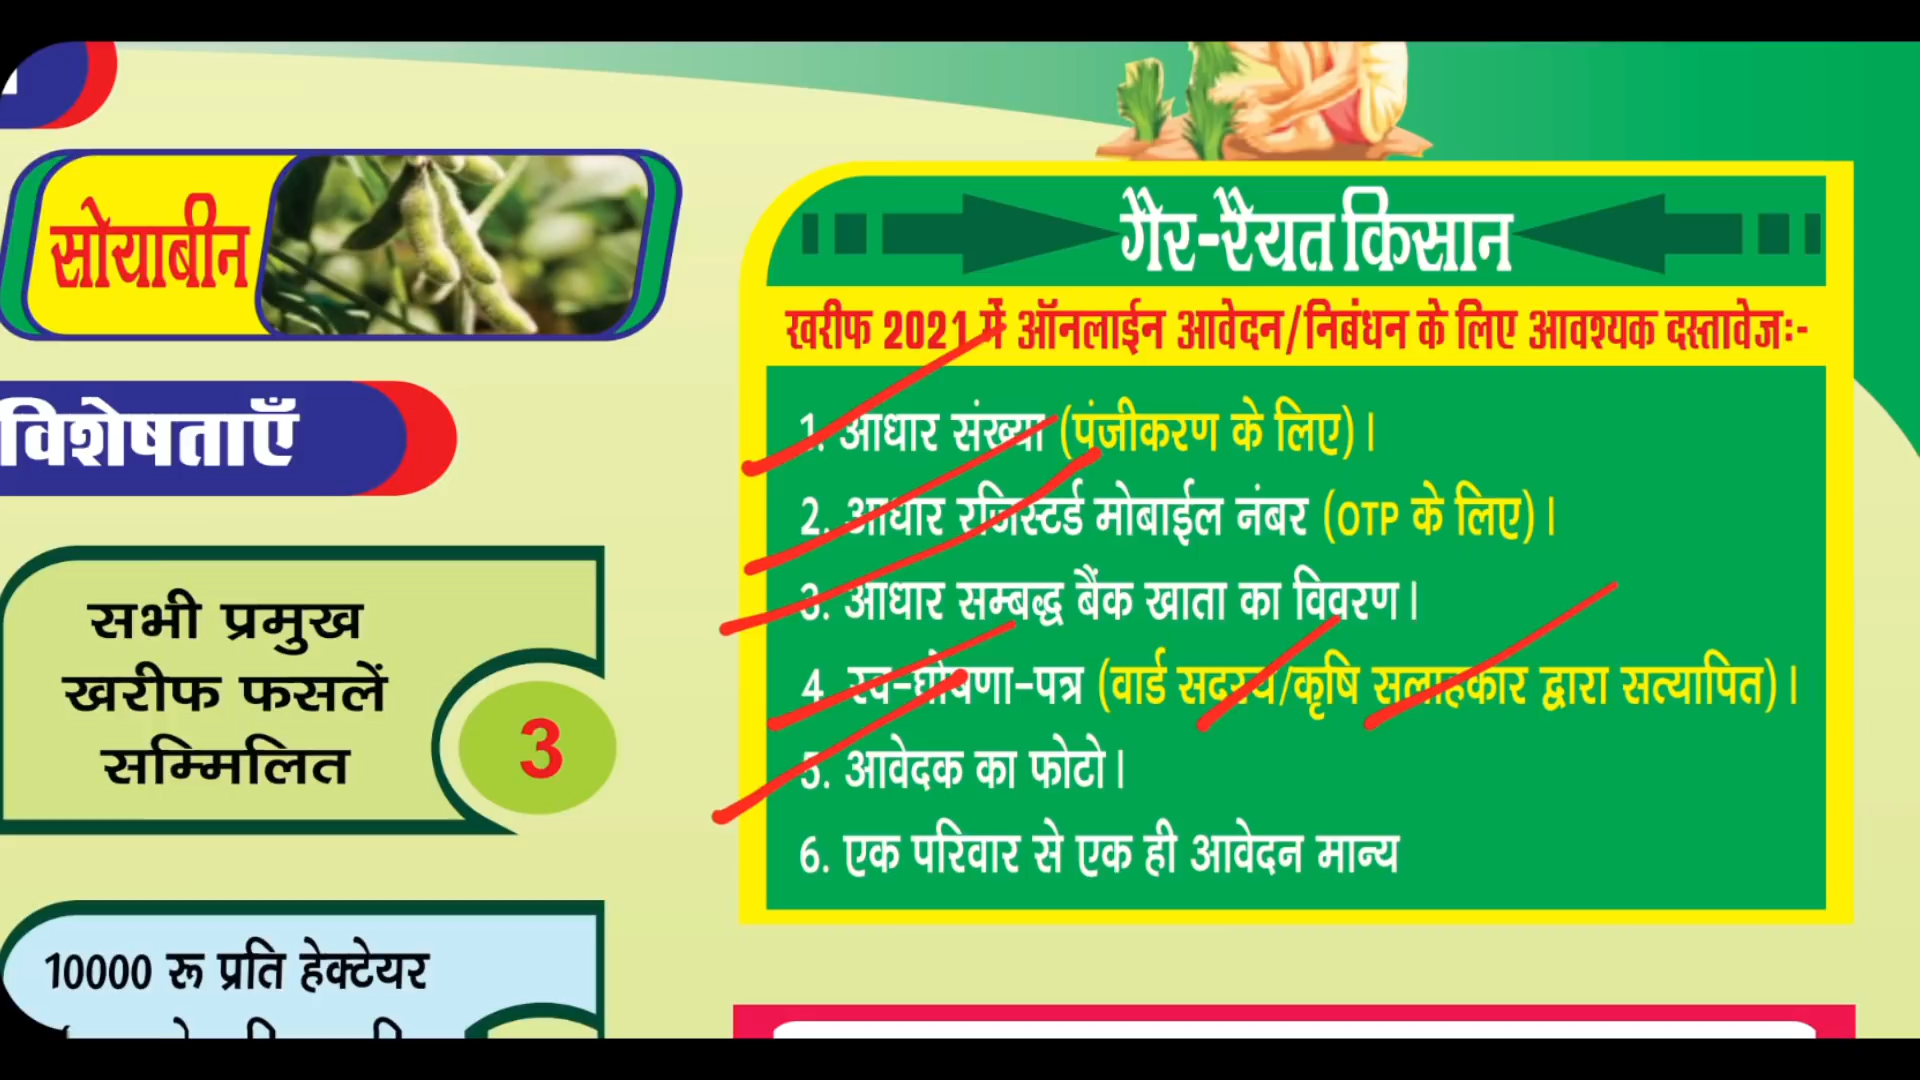 सोयाबीन
विशेषताएँ
सभी प्रमुख
खरीफ फसलें
सम्मिलित
3
10000 रू प्रति हेक्टेयर
गैर-रैयत किसान
खरीफ 2021 में ऑनलाईन आवेदन/निबंधन के लिए आवश्यक दस्तावेजः-
1. आधार संख्या (पंजीकरण के लिए)।
2. आधार रजिस्टर्ड मोबाईल नंबर (OTP के लिए)।
3. आधार सम्बद्ध बैंक खाता का विवरण।
4. स्व-घोषणा-पत्र (वार्ड सदस्य/कृषि सलाहकार द्वारा सत्यापित)।
5. आवेदक का फोटो।
6. एक परिवार से एक ही आवेदन मान्य